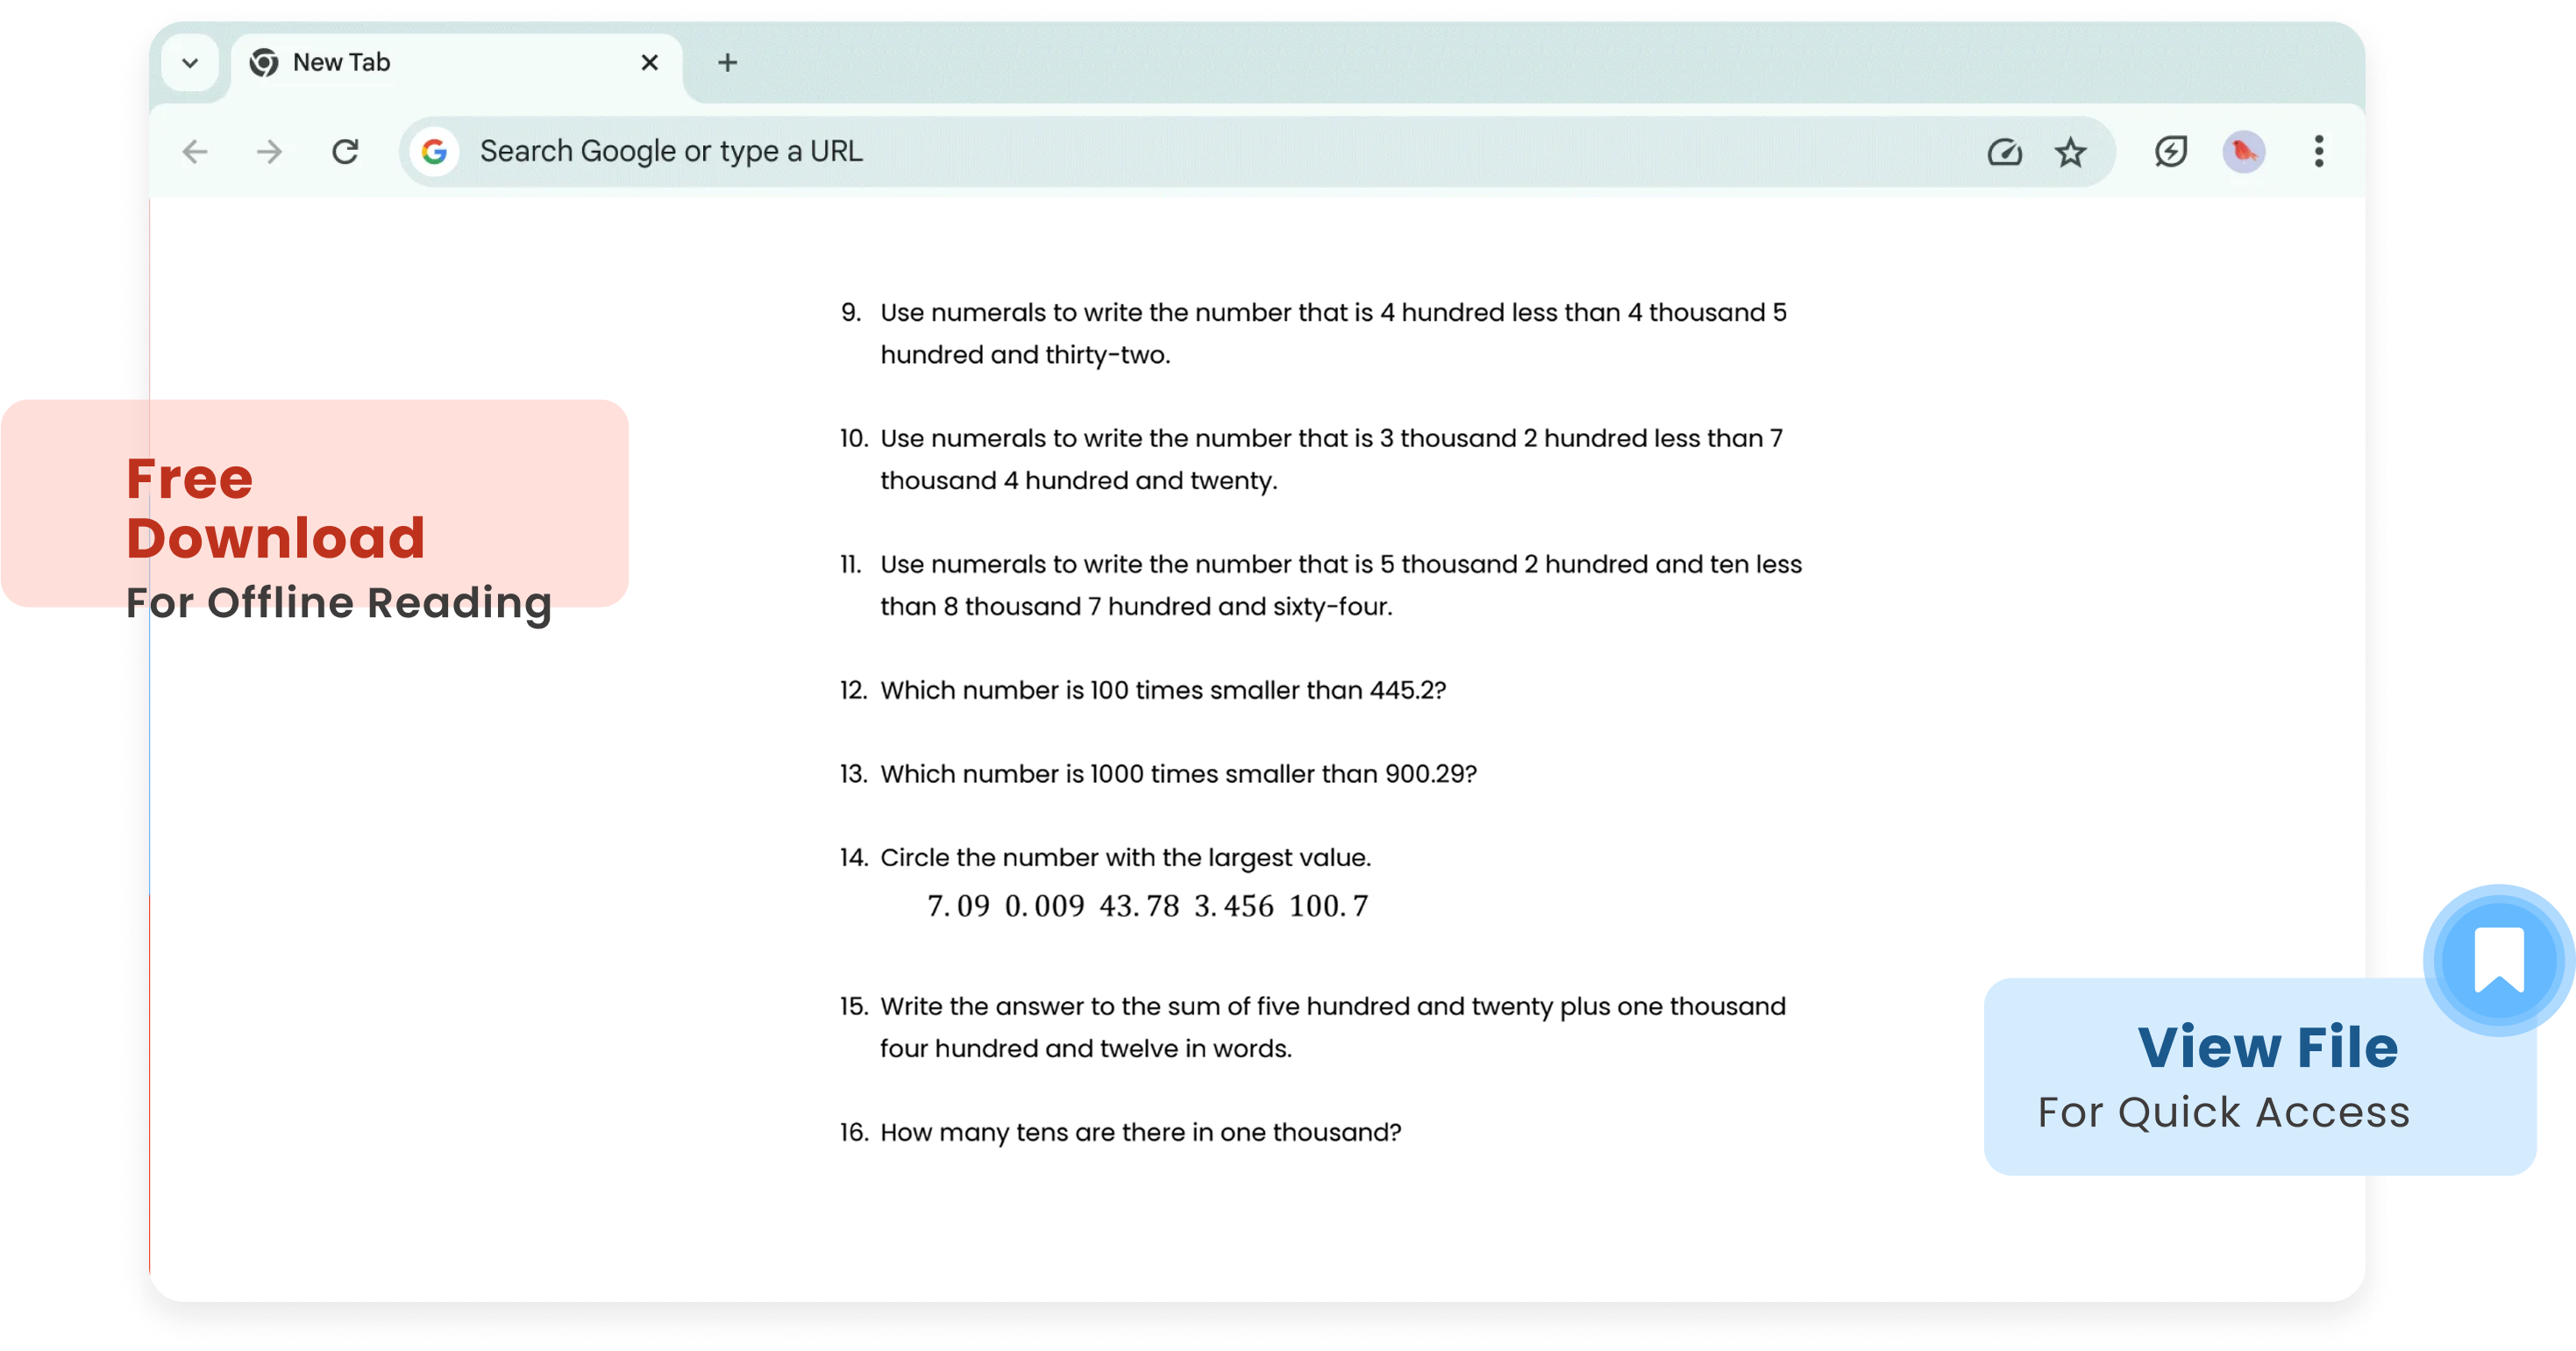 New Tab
Search Google or type a URL
9. Use numerals to write the number that is 4 hundred less than 4 thousand 5
hundred and thirty-two.
10. Use numerals to write the number that is 3 thousand 2 hundred less than 7
thousand 4 hundred and twenty.
Free
Download
For Offline Reading
11. Use numerals to write the number that is 5 thousand 2 hundred and ten less
than 8 thousand 7 hundred and sixty-four.
12. Which number is 100 times smaller than 445.2?
13. Which number is 1000 times smaller than 900.29?
14. Circle the number with the largest value.
7.09 0.009 43.78 3.456 100.7
15. Write the answer to the sum of five hundred and twenty plus one thousand
four hundred and twelve in words.
16. How many tens are there in one thousand?
View File
For Quick Access